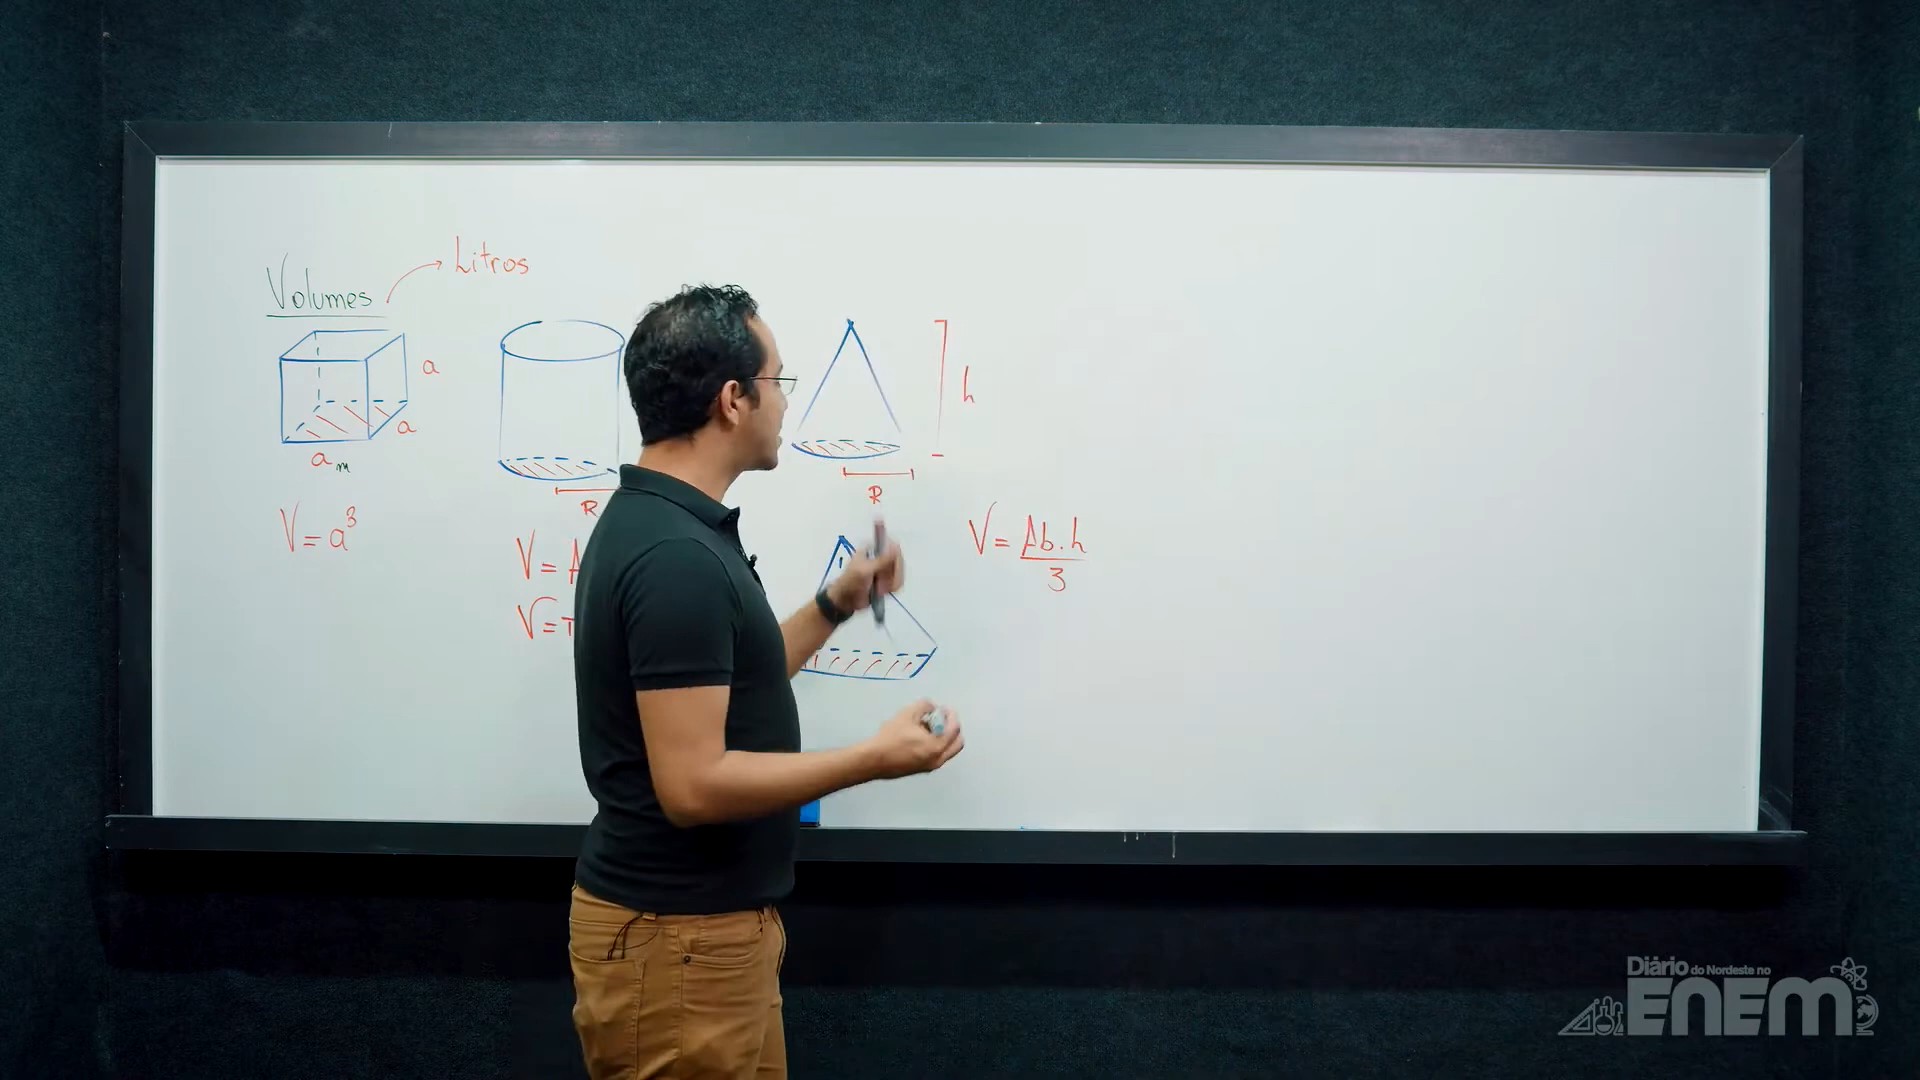 Volumes
Litros
a
a
a m
V = a³
R
V = A
V = π
h
R
V = Ab.h
3
Diário do Nordeste no
ENEM